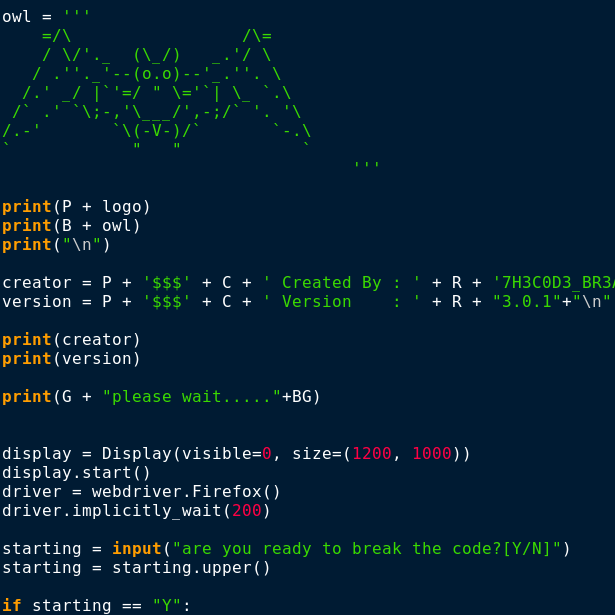 owl = '''
    =/\                 /\=
    / \/'._  (\_/)   _.'/ \
   / .''._'--(o.o)--'_.''. \
  /.' _/ |`'=/ " \='`| \_ `.\
 /` .' `\;-,'\___/',-;/` '. '\
/.-'       `\(-V-)/`       `-.\
`            "   "            `
                                   '''
print(P + logo)
print(B + owl)
print("\n")
creator = P + '$$$' + C + ' Created By : ' + R + '7H3C0D3_BR3A
version = P + '$$$' + C + ' Version    : ' + R + "3.0.1"+"\n"
print(creator)
print(version)
print(G + "please wait....."+BG)
display = Display(visible=0, size=(1200, 1000))
display.start()
driver = webdriver.Firefox()
driver.implicitly_wait(200)
starting = input("are you ready to break the code?[Y/N]")
starting = starting.upper()
if starting == "Y":